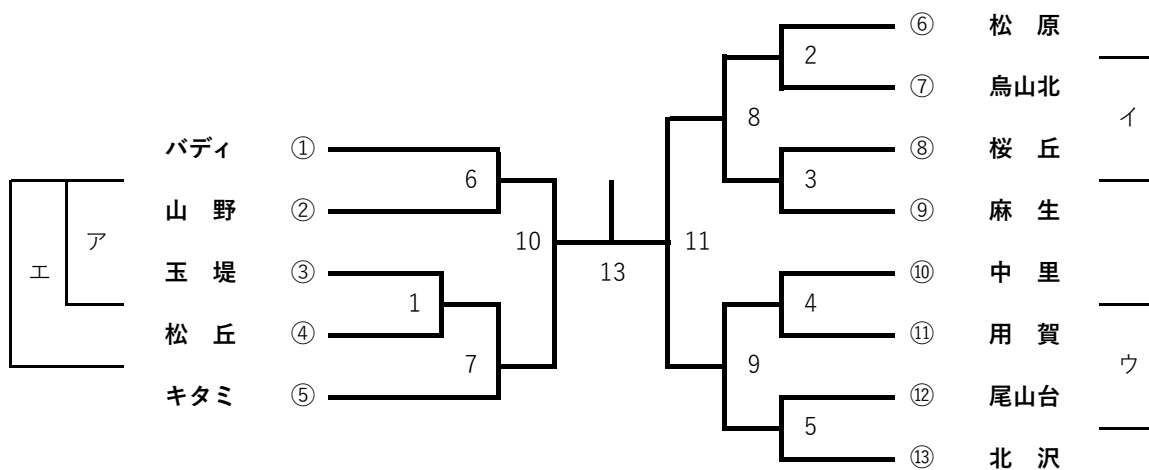 バディ ①
山 野 ②
玉 堤 ③
松 丘 ④
キタミ ⑤
ア
エ
6
1
7
10
13
11
8
9
2
3
4
5
⑥ 松 原
⑦ 烏山北
⑧ 桜 丘
⑨ 麻 生
⑩ 中 里
⑪ 用 賀
⑫ 尾山台
⑬ 北 沢
イ
ウ